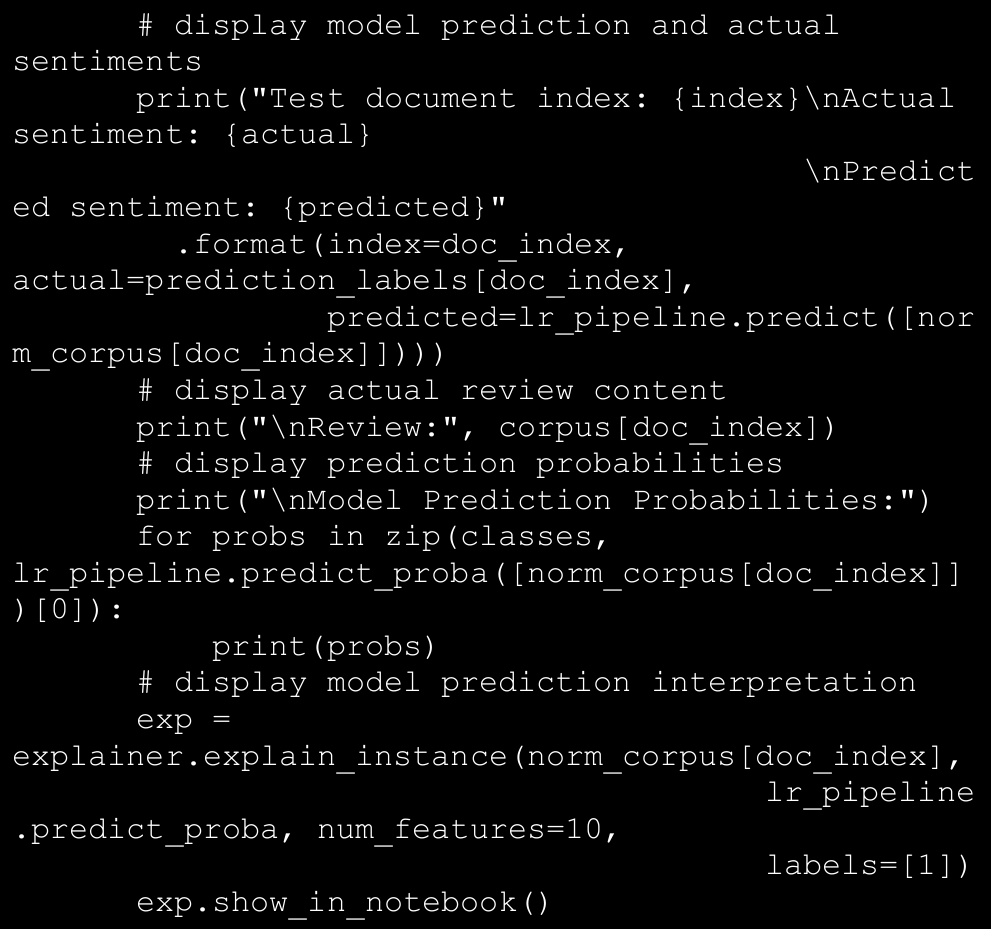 # display model prediction and actual
sentiments
print("Test document index: {index}\nActual
sentiment: {actual}
\nPredict
ed sentiment: {predicted}"
.format(index=doc_index,
actual=prediction_labels[doc_index],
predicted=lr_pipeline.predict([nor
m_corpus[doc_index]])))
# display actual review content
print("\nReview:", corpus[doc_index])
# display prediction probabilities
print("\nModel Prediction Probabilities:")
for probs in zip(classes,
lr_pipeline.predict_proba([norm_corpus[doc_index]]
)[0]):
print(probs)
# display model prediction interpretation
exp =
explainer.explain_instance(norm_corpus[doc_index],
lr_pipeline
.predict_proba, num_features=10,
labels=[1])
exp.show_in_notebook()